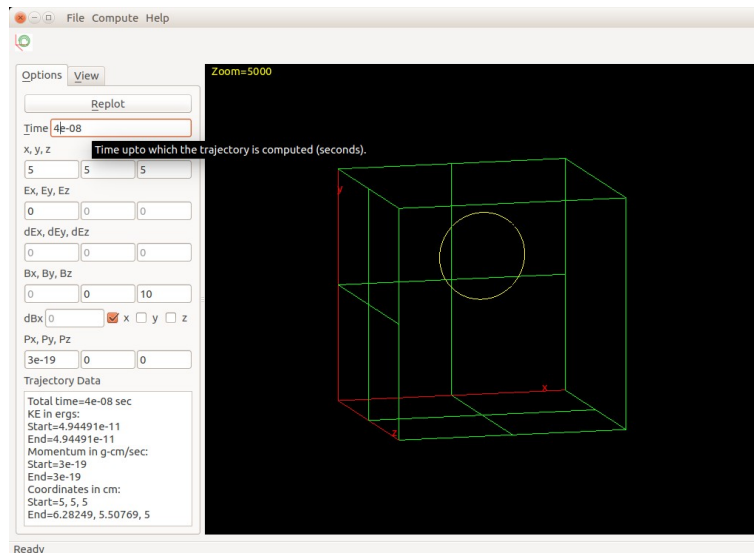 File Compute Help
Options View
Zoom=5000
Replot
Time 4e-08
Time upto which the trajectory is computed (seconds).
x, y, z
5 5 5
Ex, Ey, Ez
0 0 0
dEx, dEy, dEz
0 0 0
Bx, By, Bz
0 0 10
dBx 0 x y z
Px, Py, Pz
3e-19 0 0
Trajectory Data
Total time=4e-08 sec
KE in ergs:
Start=4.94491e-11
End=4.94491e-11
Momentum in g-cm/sec:
Start=3e-19
End=3e-19
Coordinates in cm:
Start=5, 5, 5
End=6.28249, 5.50769, 5
y
x
z
Ready